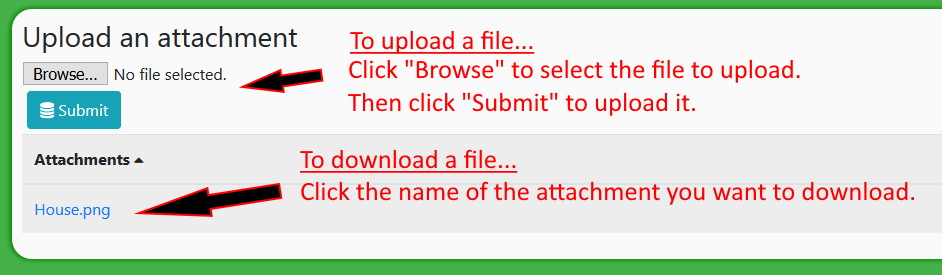 Upload an attachment
To upload a file...
Browse... No file selected.
Click "Browse" to select the file to upload.
Submit
Then click "Submit" to upload it.
Attachments
To download a file...
Click the name of the attachment you want to download.
House.png